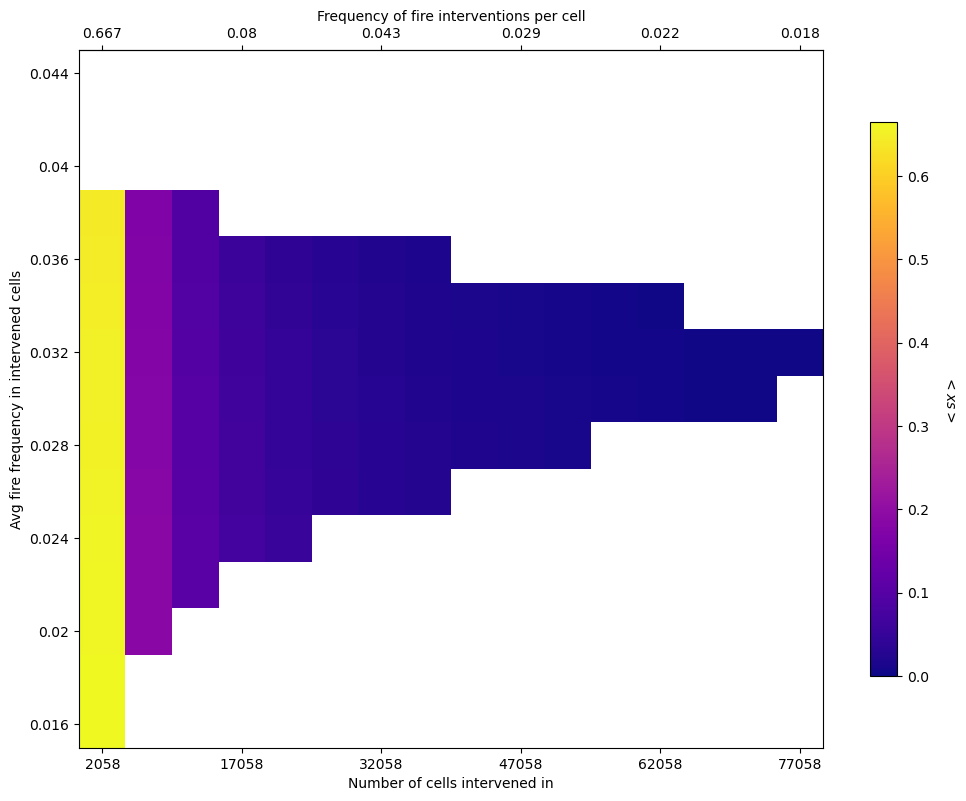 Frequency of fire interventions per cell
0.667 0.08 0.043 0.029 0.022 0.018
0.044
0.04
0.036
0.032
0.028
0.024
0.02
0.016
Avg fire frequency in intervened cells
2058 17058 32058 47058 62058 77058
Number of cells intervened in
0.6
0.5
0.4
0.3
0.2
0.1
0.0
< xs >